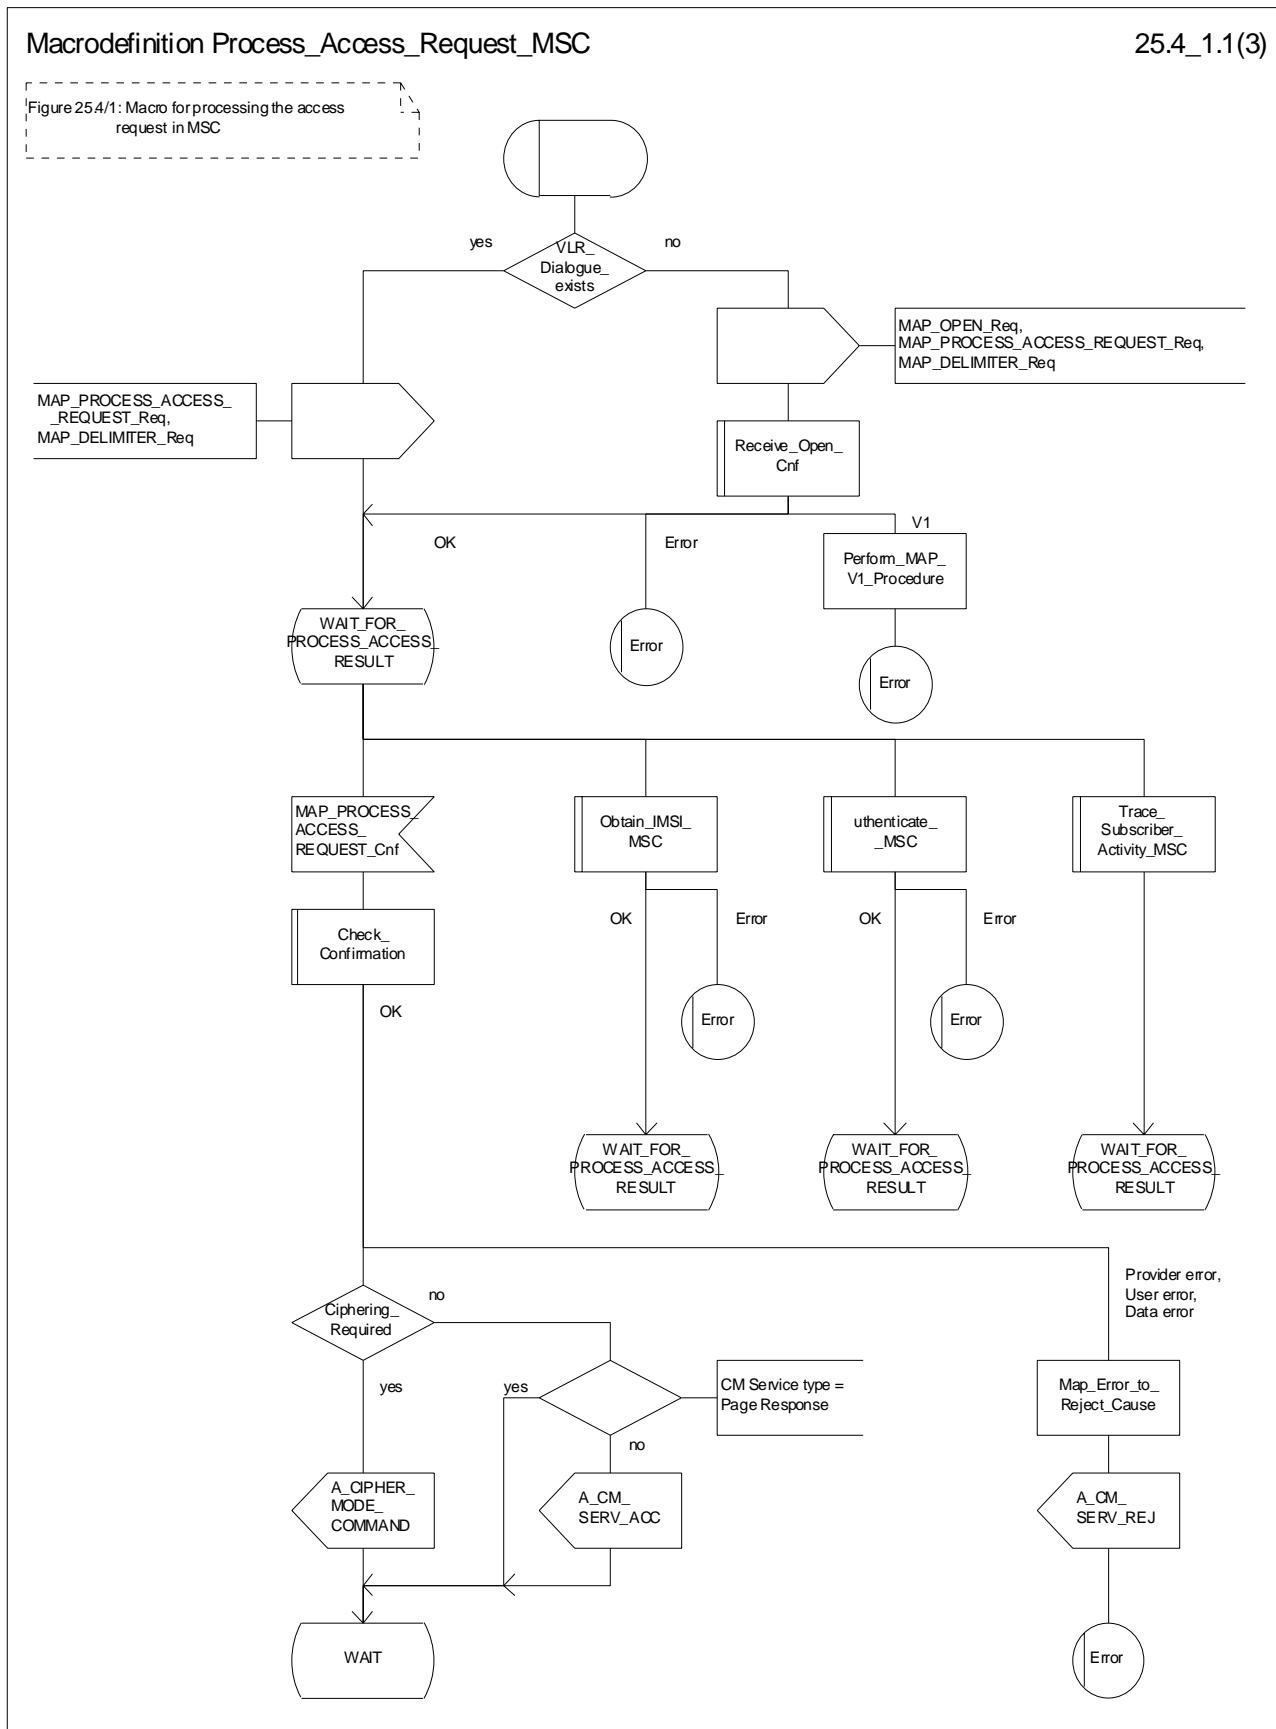 Macrodefinition Process_Access_Request_MSC
25.4_1.1(3)
Figure 25.4/1: Macro for processing the access
request in MSC
yes
VLR_
Dialogue_
exists
no
MAP_OPEN_Req,
MAP_PROCESS_ACCESS_REQUEST_Req,
MAP_DELIMITER_Req
MAP_PROCESS_ACCESS_
_REQUEST_Req,
MAP_DELIMITER_Req
Receive_Open_
Cnf
OK
Error
V1
Perform_MAP_
V1_Procedure
WAIT_FOR_
PROCESS_ACCESS_
RESULT
Error
Error
MAP_PROCESS_
ACCESS_
REQUEST_Cnf
Obtain_IMSI_
MSC
uthenticate_
_MSC
Trace_
Subscriber_
Activity_MSC
Check_
Confirmation
OK
Error
OK
Error
OK
Error
Error
WAIT_FOR_
PROCESS_ACCESS_
RESULT
WAIT_FOR_
PROCESS_ACCESS_
RESULT
WAIT_FOR_
PROCESS_ACCESS_
RESULT
Provider error,
User error,
Data error
Ciphering_
Required
no
yes
yes
CM Service type =
Page Response
no
Map_Error_to_
Reject_Cause
A_CIPHER_
MODE_
COMMAND
A_CM_
SERV_ACC
A_CM_
SERV_REJ
WAIT
Error